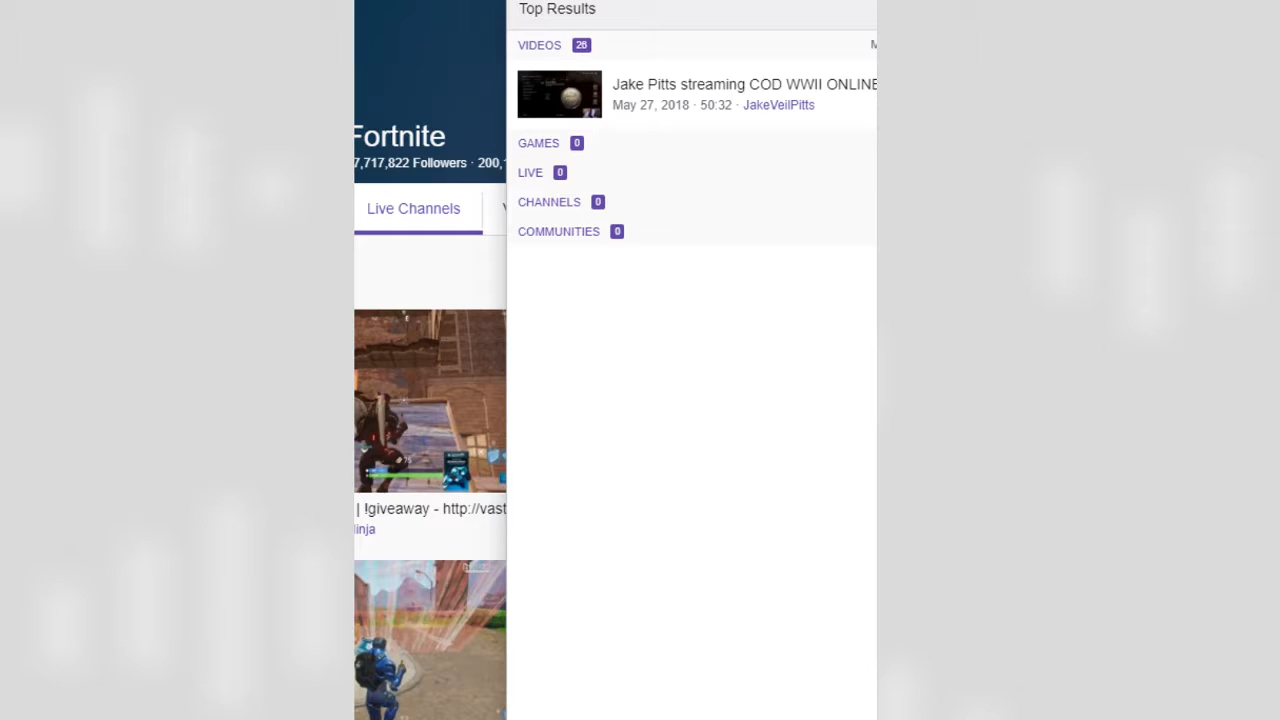 Top Results
VIDEOS 26
Jake Pitts streaming COD WWII ONLINE
May 27, 2018 · 50:32 · JakeVeilPitts
GAMES 0
LIVE 0
CHANNELS 0
COMMUNITIES 0
Fortnite
7,717,822 Followers · 200,1
Live Channels
| !giveaway - http://vast
inja